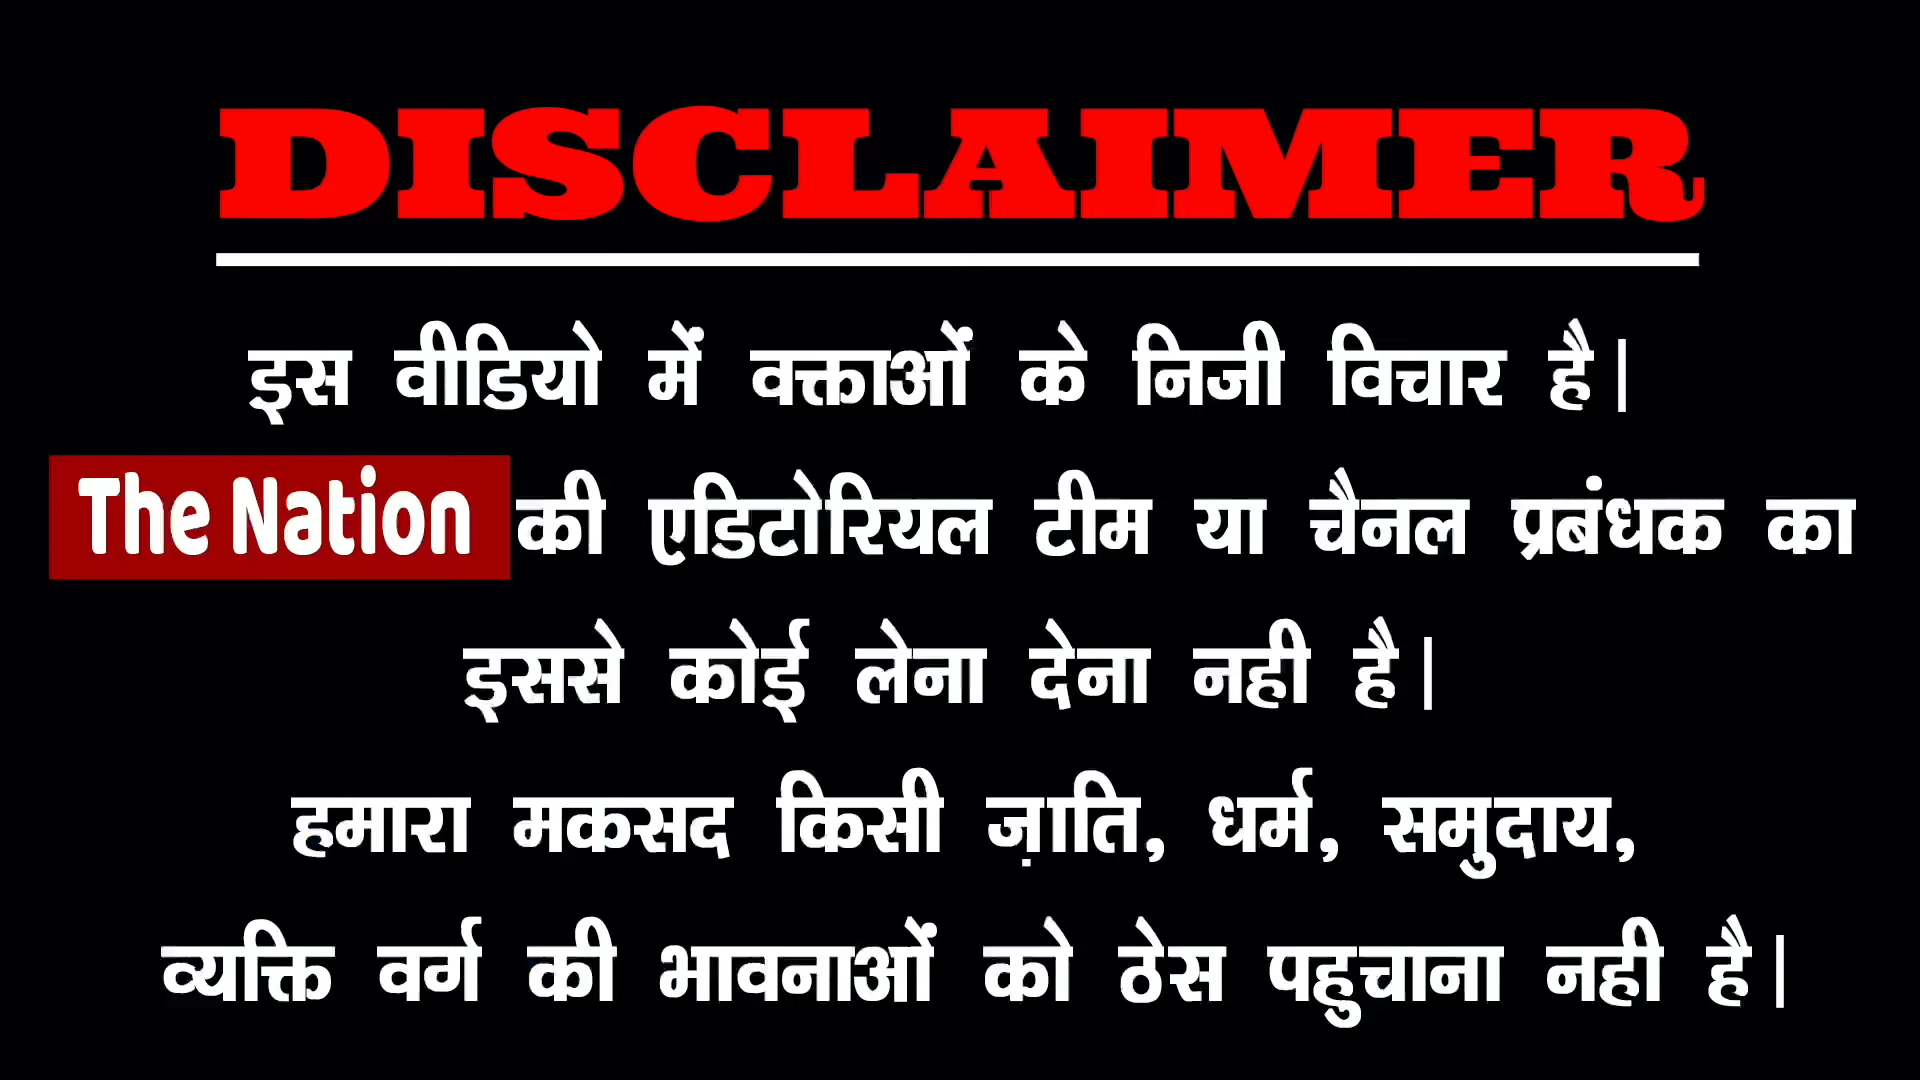 DISCLAIMER
इस वीडियो में वक्ताओं के निजी विचार है|
The Nation की एडिटोरियल टीम या चैनल प्रबंधक का
इससे कोई लेना देना नही है|
हमारा मकसद किसी ज़ाति, धर्म, समुदाय,
व्यक्ति वर्ग की भावनाओं को ठेस पहुचाना नही है|